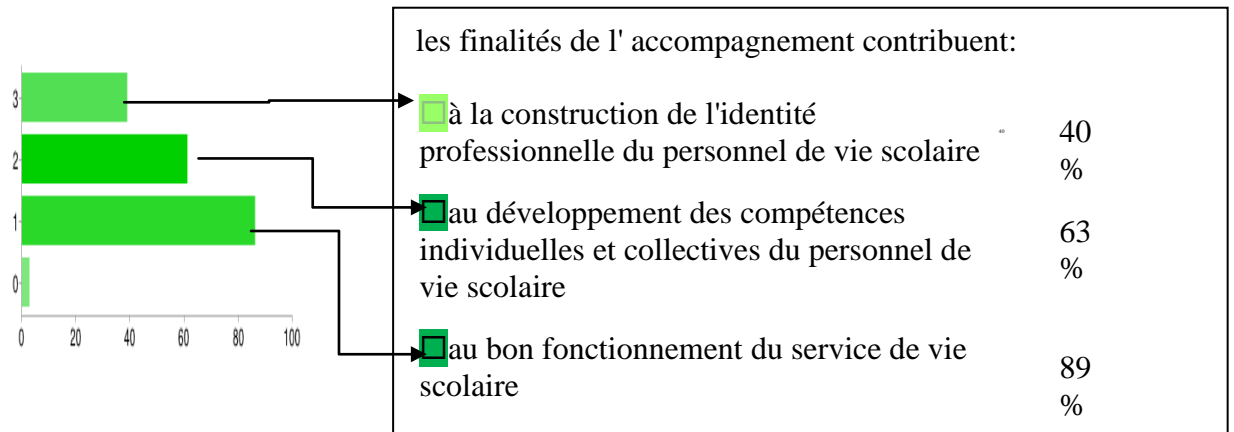 les finalités de l' accompagnement contribuent:
3
2
1
0
0 20 40 60 80 100
à la construction de l'identité
professionnelle du personnel de vie scolaire
40
40
%
au développement des compétences
individuelles et collectives du personnel de
vie scolaire
63
%
au bon fonctionnement du service de vie
scolaire
89
%